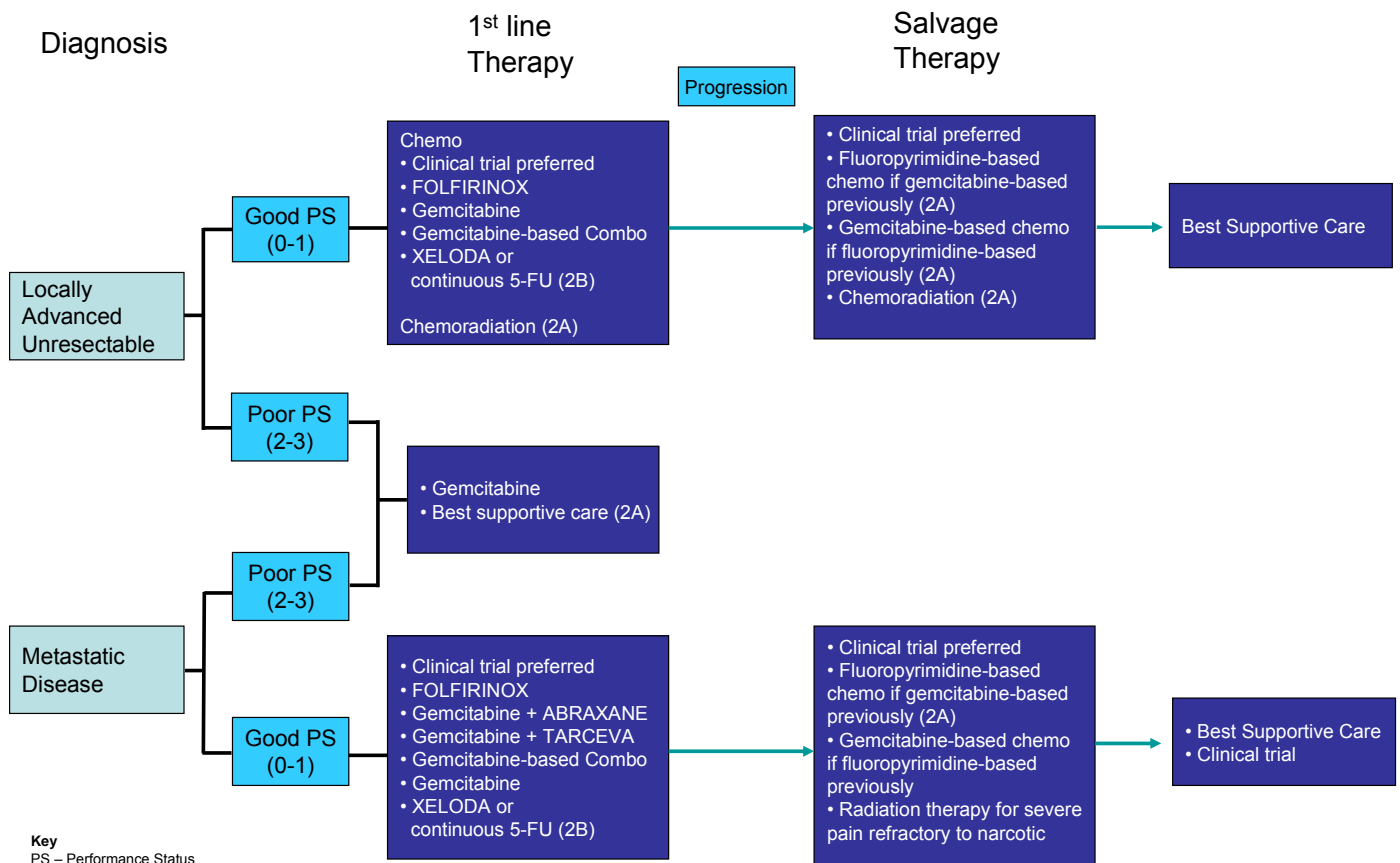 Diagnosis
1st line
Therapy
Salvage
Therapy
Progression
Locally
Advanced
Unresectable
Good PS
(0-1)
Chemo
• Clinical trial preferred
• FOLFIRINOX
• Gemcitabine
• Gemcitabine-based Combo
• XELODA or
continuous 5-FU (2B)
Chemoradiation (2A)
• Clinical trial preferred
• Fluoropyrimidine-based
chemo if gemcitabine-based
previously (2A)
• Gemcitabine-based chemo
if fluoropyrimidine-based
previously (2A)
• Chemoradiation (2A)
Best Supportive Care
Poor PS
(2-3)
• Gemcitabine
• Best supportive care (2A)
Poor PS
(2-3)
Metastatic
Disease
Good PS
(0-1)
• Clinical trial preferred
• FOLFIRINOX
• Gemcitabine + ABRAXANE
• Gemcitabine + TARCEVA
• Gemcitabine-based Combo
• Gemcitabine
• XELODA or
continuous 5-FU (2B)
• Clinical trial preferred
• Fluoropyrimidine-based
chemo if gemcitabine-based
previously (2A)
• Gemcitabine-based chemo
if fluoropyrimidine-based
previously
• Radiation therapy for severe
pain refractory to narcotic
• Best Supportive Care
• Clinical trial
Key
PS – Performance Status